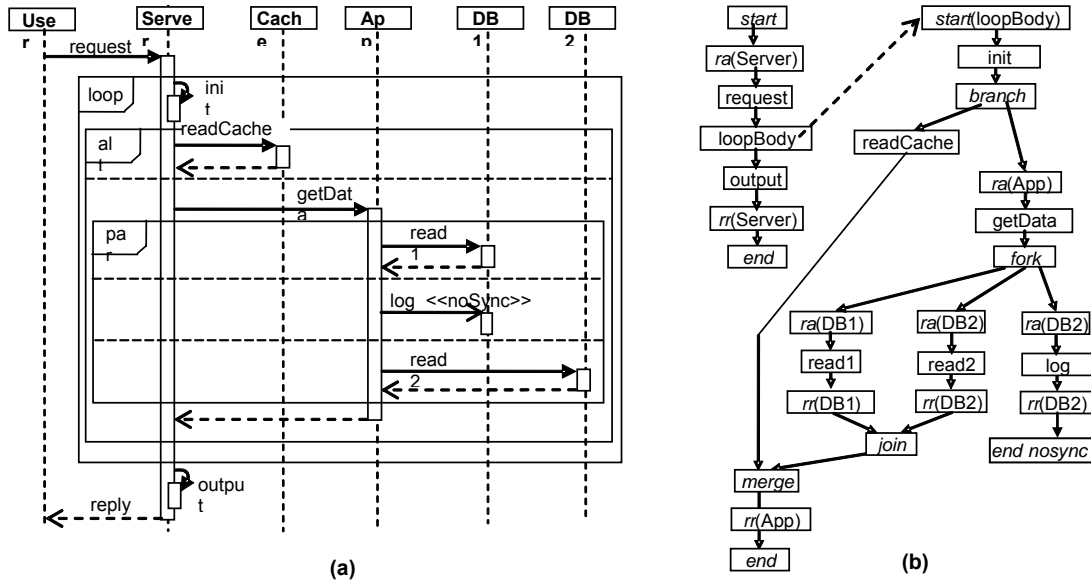 Use
r
Serve
r
Cach
e
Ap
p
DB
1
DB
2
request
loop
ini
t
readCache
al
t
getDat
a
pa
r
read
1
log <<noSync>>
read
2
outpu
t
reply
(a)
start
ra(Server)
request
loopBody
output
rr(Server)
end
start(loopBody)
init
branch
readCache
ra(App)
getData
fork
ra(DB1)
ra(DB2)
ra(DB2)
read1
read2
log
rr(DB1)
rr(DB2)
rr(DB2)
join
end nosync
merge
rr(App)
end
(b)